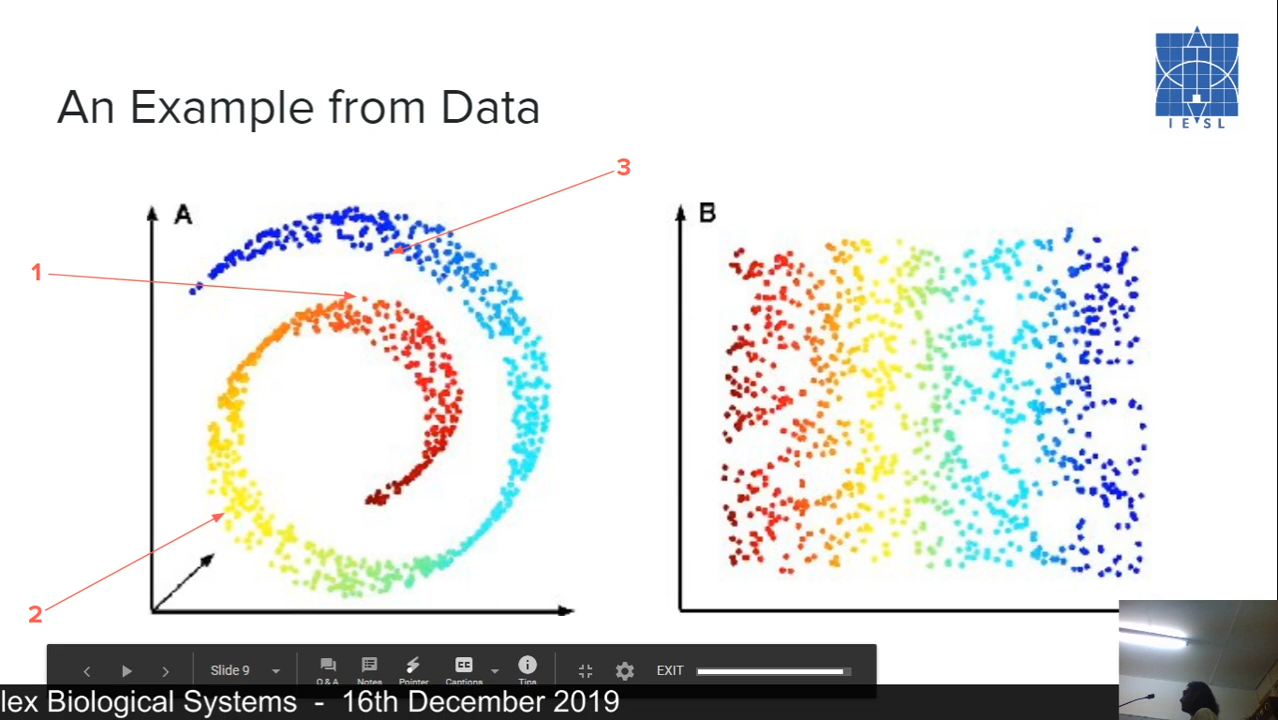 An Example from Data
IESL
3
A
B
1
2
Slide 9
Q & A
Notes
Pointer
Captions
Tips
EXIT
lex Biological Systems - 16th December 2019